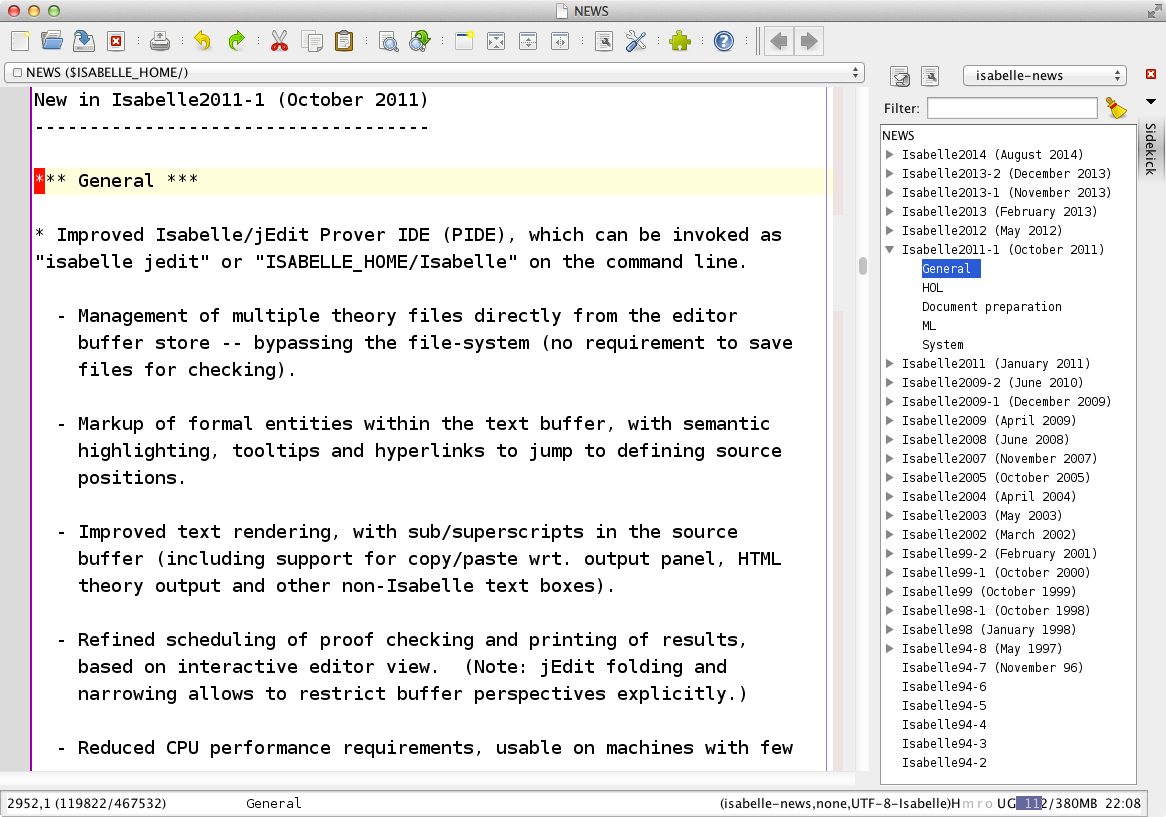 NEWS
NEWS ($ISABELLE_HOME/)
New in Isabelle2011-1 (October 2011)
------------------------------------
*** General ***
* Improved Isabelle/jEdit Prover IDE (PIDE), which can be invoked as
"isabelle jedit" or "ISABELLE_HOME/Isabelle" on the command line.
- Management of multiple theory files directly from the editor
buffer store -- bypassing the file-system (no requirement to save
files for checking).
- Markup of formal entities within the text buffer, with semantic
highlighting, tooltips and hyperlinks to jump to defining source
positions.
- Improved text rendering, with sub/superscripts in the source
buffer (including support for copy/paste wrt. output panel, HTML
theory output and other non-Isabelle text boxes).
- Refined scheduling of proof checking and printing of results,
based on interactive editor view.  (Note: jEdit folding and
narrowing allows to restrict buffer perspectives explicitly.)
- Reduced CPU performance requirements, usable on machines with few
isabelle-news
Filter:
Sidekick
NEWS
Isabelle2014 (August 2014)
Isabelle2013-2 (December 2013)
Isabelle2013-1 (November 2013)
Isabelle2013 (February 2013)
Isabelle2012 (May 2012)
Isabelle2011-1 (October 2011)
General
HOL
Document preparation
ML
System
Isabelle2011 (January 2011)
Isabelle2009-2 (June 2010)
Isabelle2009-1 (December 2009)
Isabelle2009 (April 2009)
Isabelle2008 (June 2008)
Isabelle2007 (November 2007)
Isabelle2005 (October 2005)
Isabelle2004 (April 2004)
Isabelle2003 (May 2003)
Isabelle2002 (March 2002)
Isabelle99-2 (February 2001)
Isabelle99-1 (October 2000)
Isabelle99 (October 1999)
Isabelle98-1 (October 1998)
Isabelle98 (January 1998)
Isabelle94-8 (May 1997)
Isabelle94-7 (November 96)
Isabelle94-6
Isabelle94-5
Isabelle94-4
Isabelle94-3
Isabelle94-2
2952,1 (119822/467532) General (isabelle-news,none,UTF-8-Isabelle)H m r o UG 112/380MB 22:08